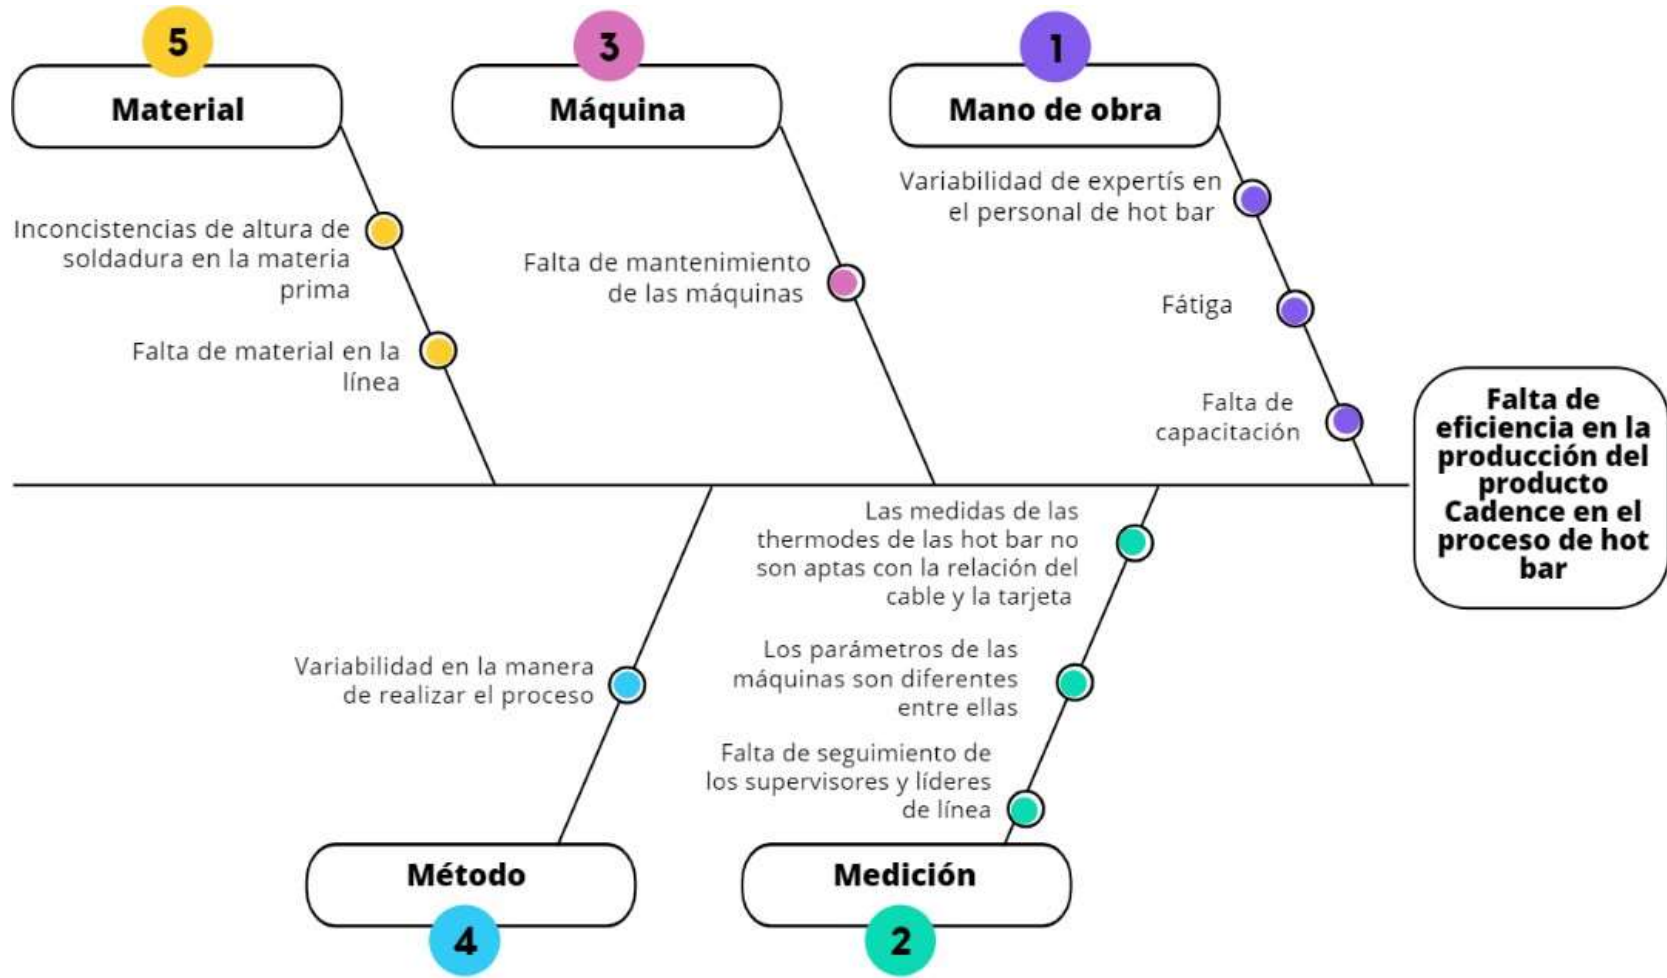 5
Material
Inconcistencias de altura de
soldadura en la materia
prima
Falta de material en la
línea
3
Máquina
Falta de mantenimiento
de las máquinas
1
Mano de obra
Variabilidad de expertís en
el personal de hot bar
Fátiga
Falta de
capacitación
Falta de
eficiencia en la
producción del
producto
Cadence en el
proceso de hot
bar
Variabilidad en la manera
de realizar el proceso
Método
4
Las medidas de las
thermodes de las hot bar no
son aptas con la relación del
cable y la tarjeta
Los parámetros de las
máquinas son diferentes
entre ellas
Falta de seguimiento de
los supervisores y líderes
de línea
Medición
2